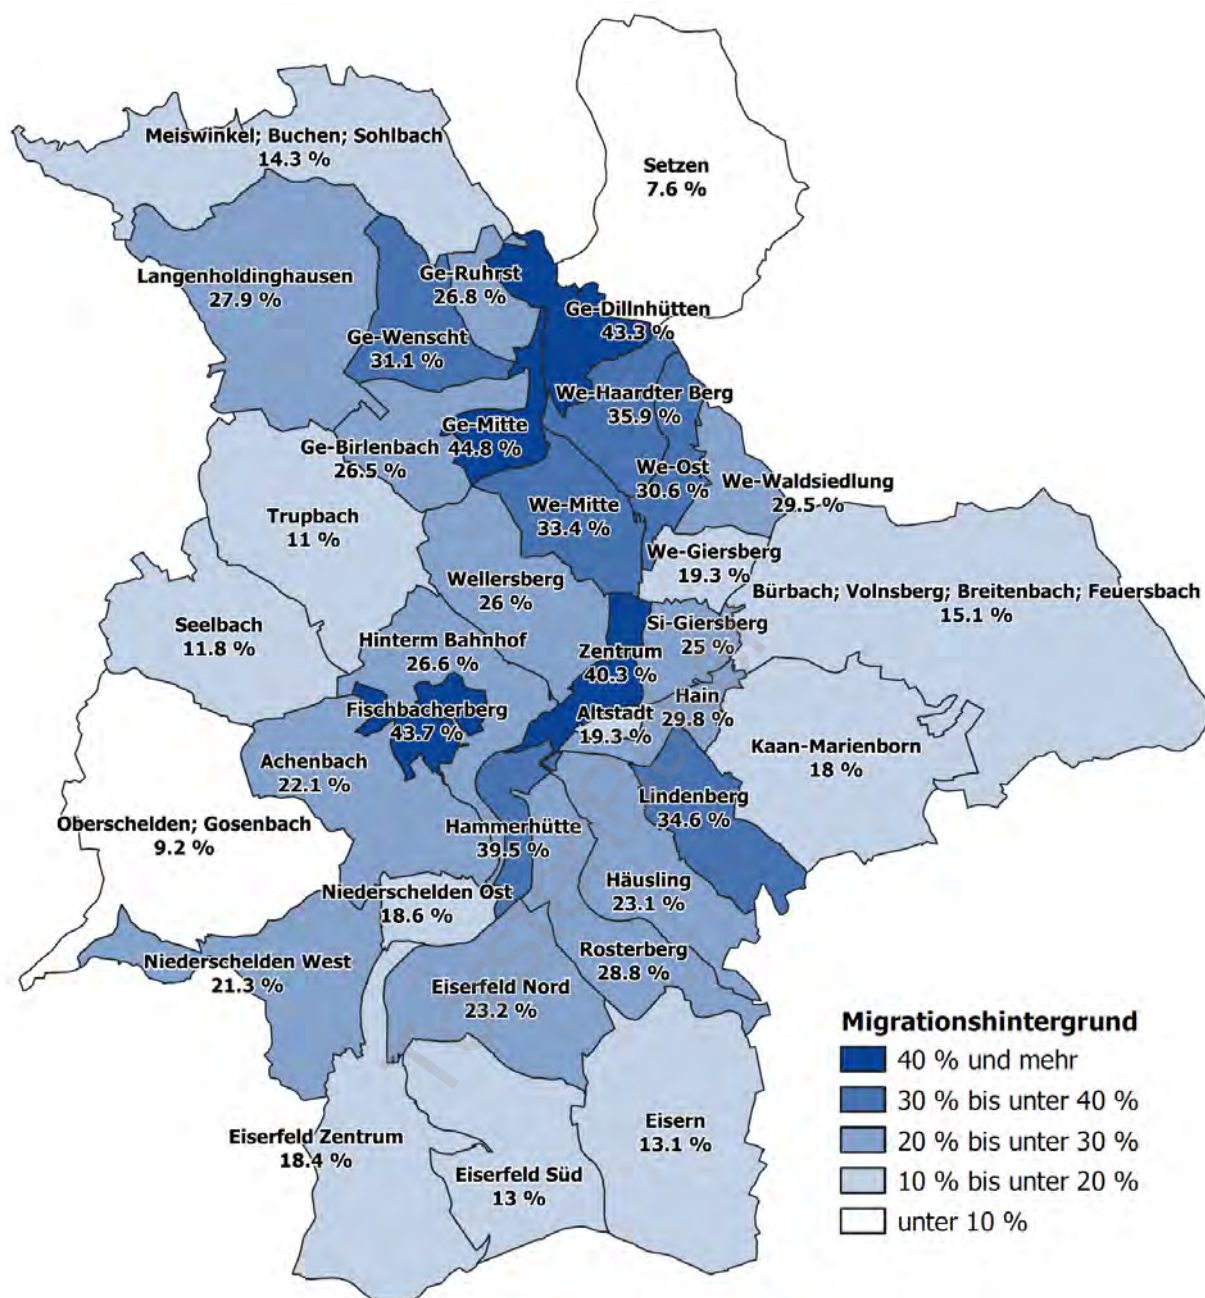 Meiswinkel; Buchen; Sohlbach
14.3 %
Setzen
7.6 %
Langenholdinghausen
27.9 %
Ge-Ruhrst
26.8 %
Ge-Dillnhütten
43.3 %
Ge-Wenscht
31.1 %
We-Haardter Berg
35.9 %
Ge-Mitte
44.8 %
Ge-Birlenbach
26.5 %
We-Ost
30.6 %
We-Waldsiedlung
29.5 %
We-Mitte
33.4 %
Trupbach
11 %
We-Giersberg
19.3 %
Wellersberg
26 %
Bürbach; Volnsberg; Breitenbach; Feuersbach
15.1 %
Seelbach
11.8 %
Si-Giersberg
25 %
Hinterm Bahnhof
26.6 %
Zentrum
40.3 %
Hain
29.8 %
Fischbacherberg
43.7 %
Altstadt
19.3 %
Kaan-Marienborn
18 %
Achenbach
22.1 %
Lindenberg
34.6 %
Oberschelden; Gosenbach
9.2 %
Hammerhütte
39.5 %
Häusling
23.1 %
Niederschelden Ost
18.6 %
Rosterberg
28.8 %
Niederschelden West
21.3 %
Eiserfeld Nord
23.2 %
Eisern
13.1 %
Eiserfeld Zentrum
18.4 %
Eiserfeld Süd
13 %
Migrationshintergrund
40 % und mehr
30 % bis unter 40 %
20 % bis unter 30 %
10 % bis unter 20 %
unter 10 %